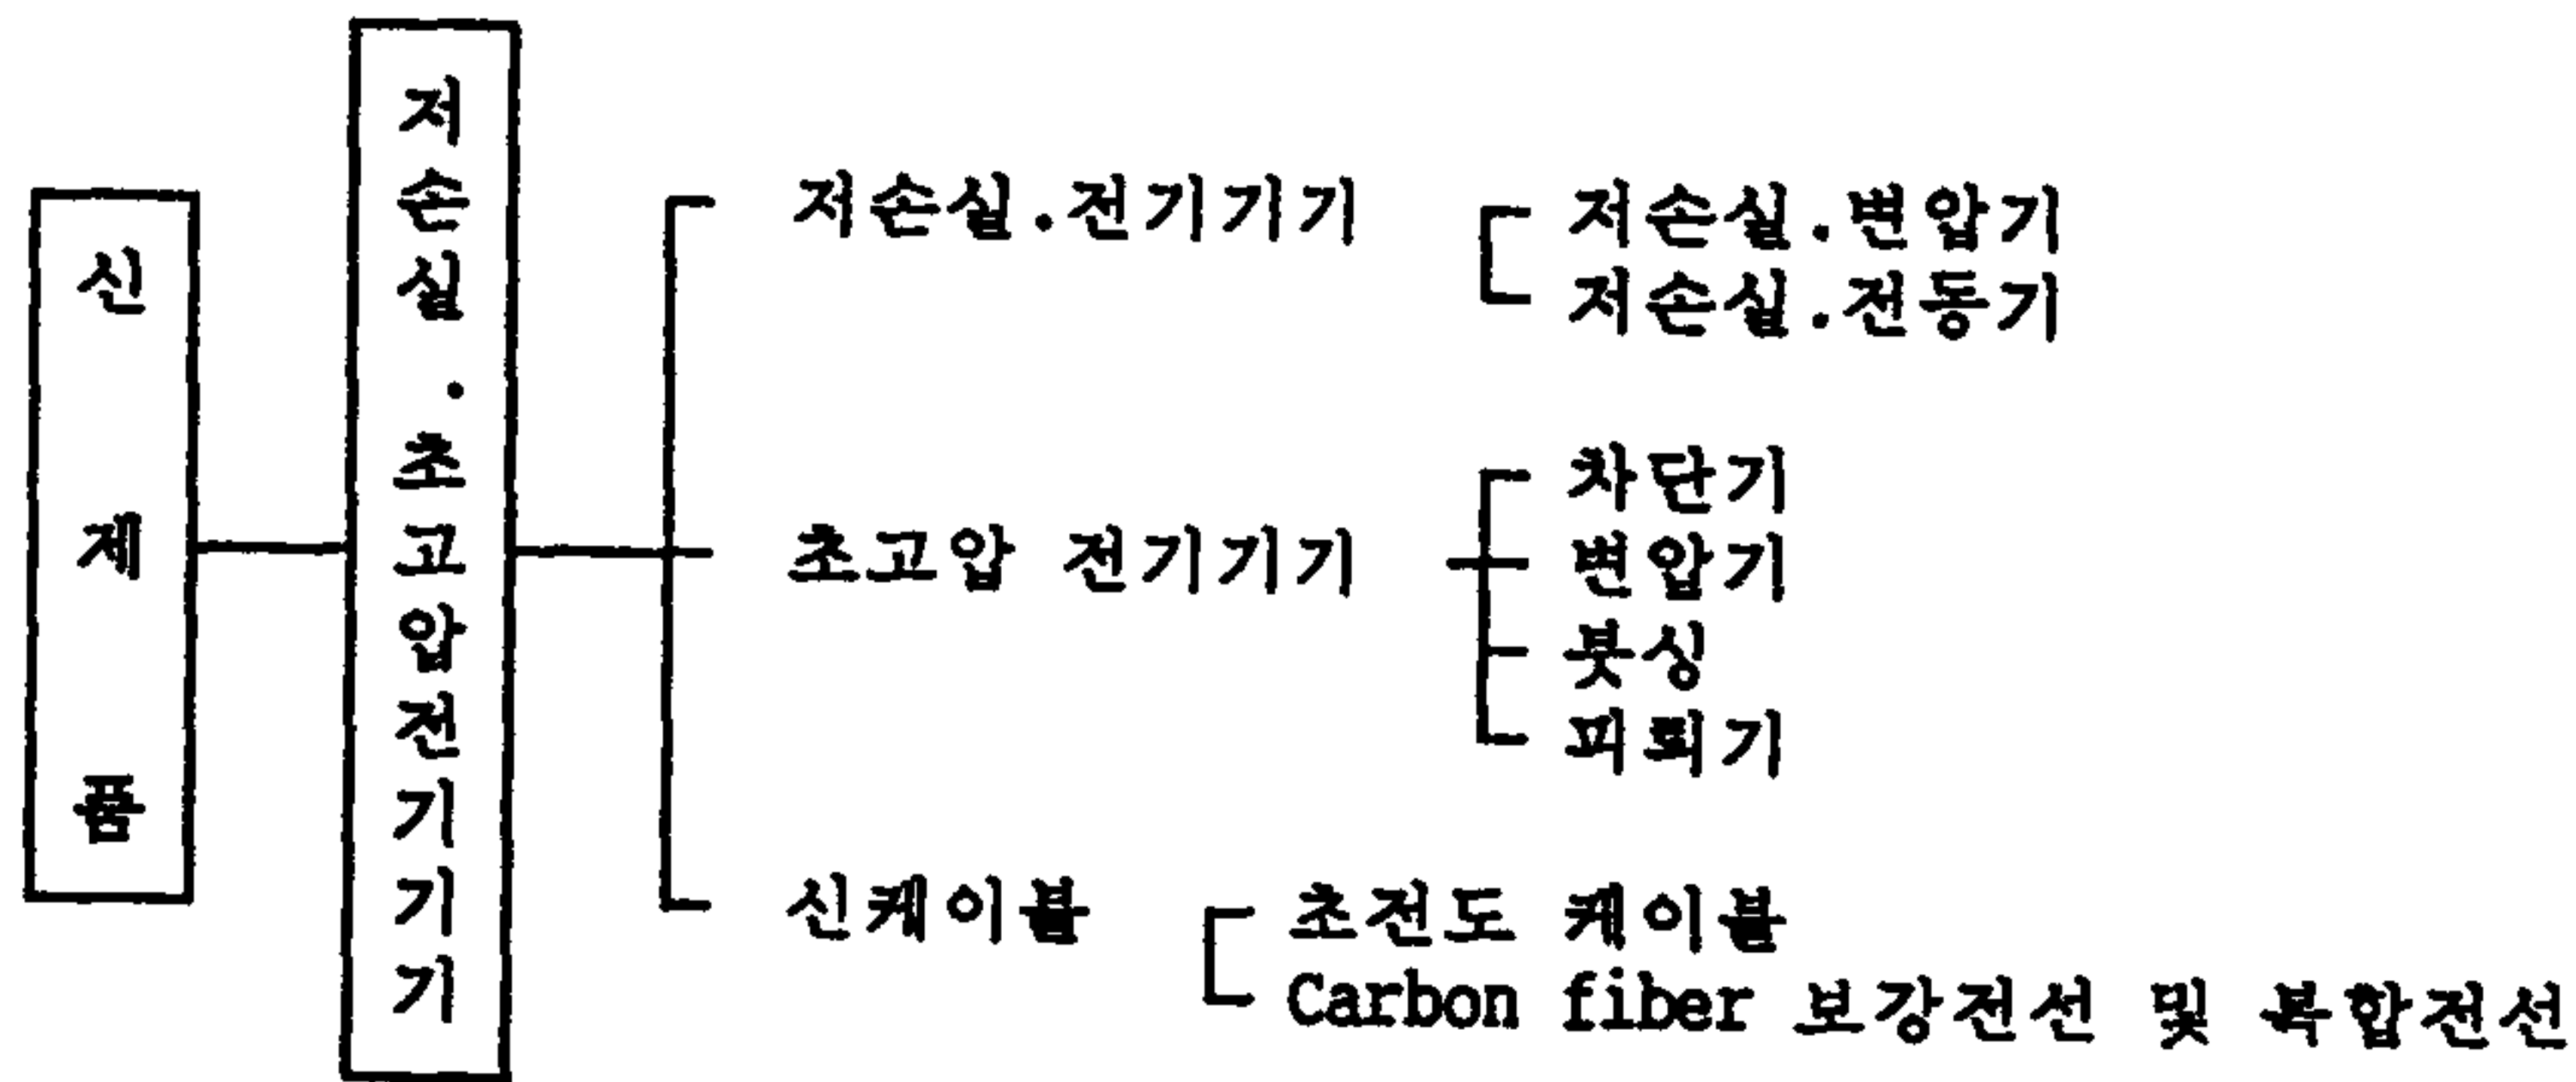 신제품
저손실.초고압전기기기
저손실.전기기기
저손실.변압기
저손실.전동기
초고압 전기기기
차단기
변압기
붓싱
피뢰기
신케이블
초전도 케이블
Carbon fiber 보강전선 및 복합전선